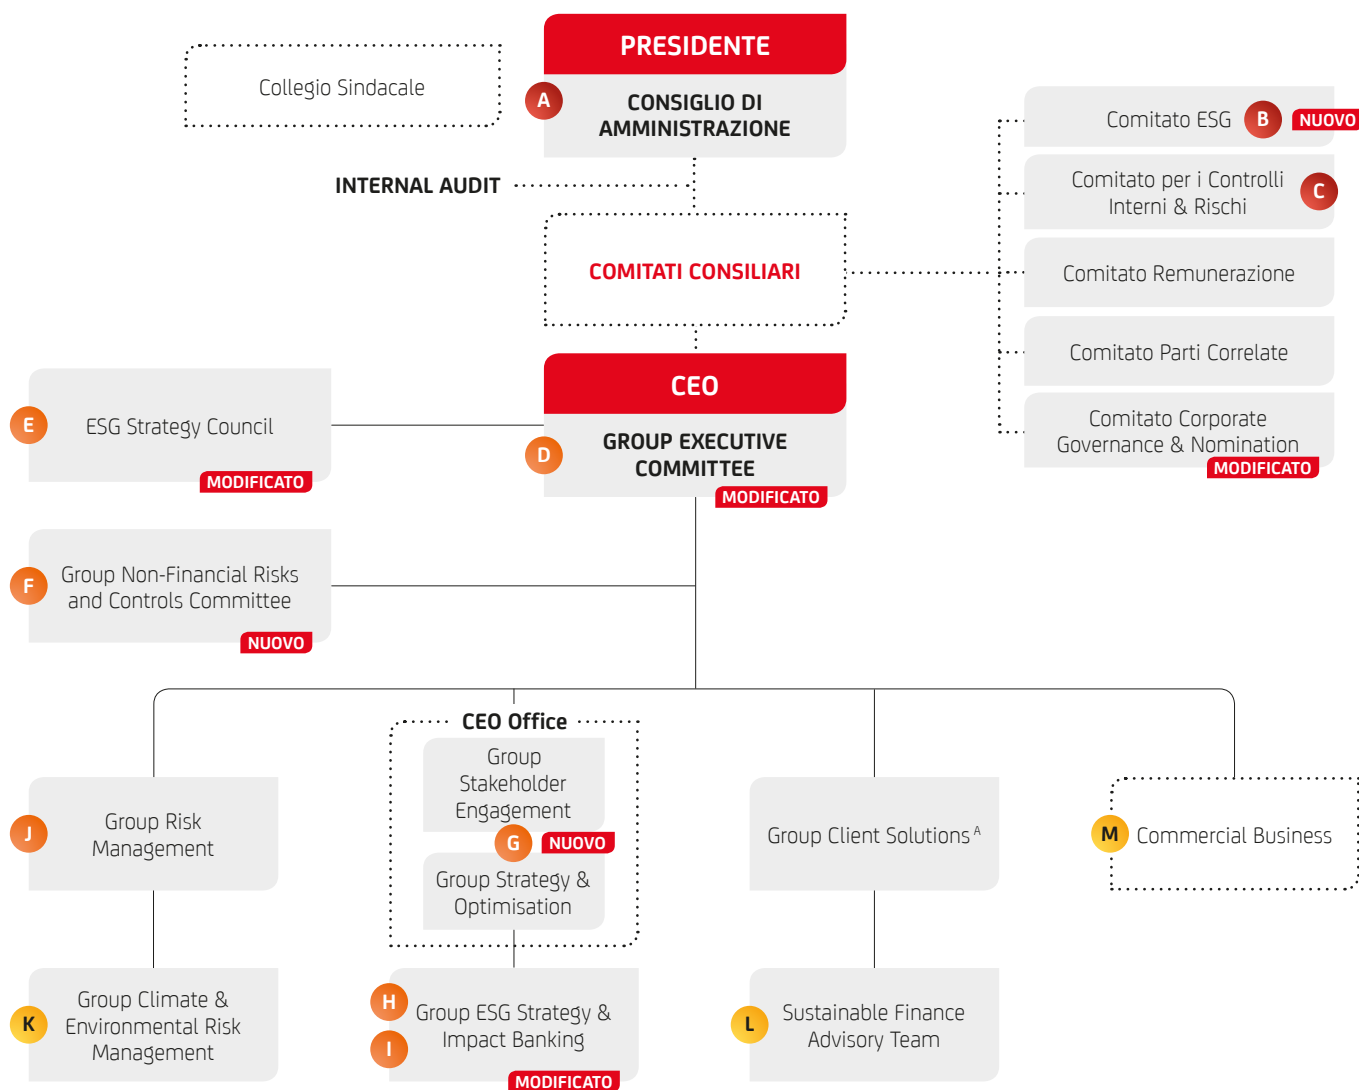 PRESIDENTE
Collegio Sindacale
A
CONSIGLIO DI
AMMINISTRAZIONE
INTERNAL AUDIT
COMITATI CONSILIARI
Comitato ESG
B
NUOVO
Comitato per i Controlli
Interni & Rischi
C
Comitato Remunerazione
Comitato Parti Correlate
Comitato Corporate
Governance & Nomination
MODIFICATO
CEO
D
GROUP EXECUTIVE
COMMITTEE
MODIFICATO
E
ESG Strategy Council
MODIFICATO
F
Group Non-Financial Risks
and Controls Committee
NUOVO
J
Group Risk
Management
CEO Office
Group
Stakeholder
Engagement
G
NUOVO
Group Strategy &
Optimisation
Group Client Solutions A
M
Commercial Business
K
Group Climate &
Environmental Risk
Management
H
I
Group ESG Strategy &
Impact Banking
MODIFICATO
L
Sustainable Finance
Advisory Team